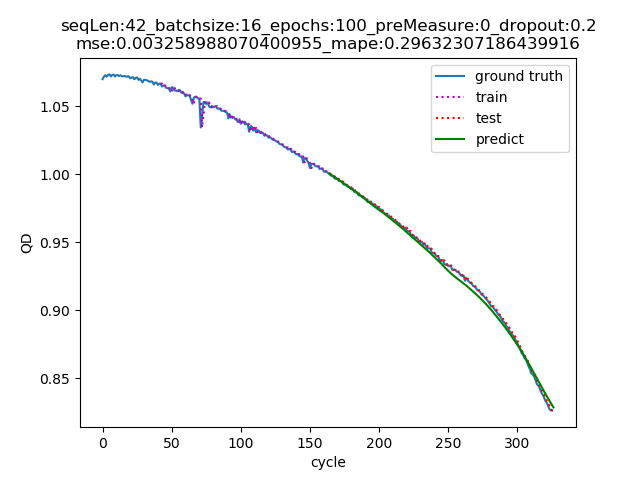 seqLen:42_batchsize:16_epochs:100_preMeasure:0_dropout:0.2
mse:0.003258988070400955_mape:0.29632307186439916
ground truth
train
test
predict
QD
1.05
1.00
0.95
0.90
0.85
0 50 100 150 200 250 300
cycle